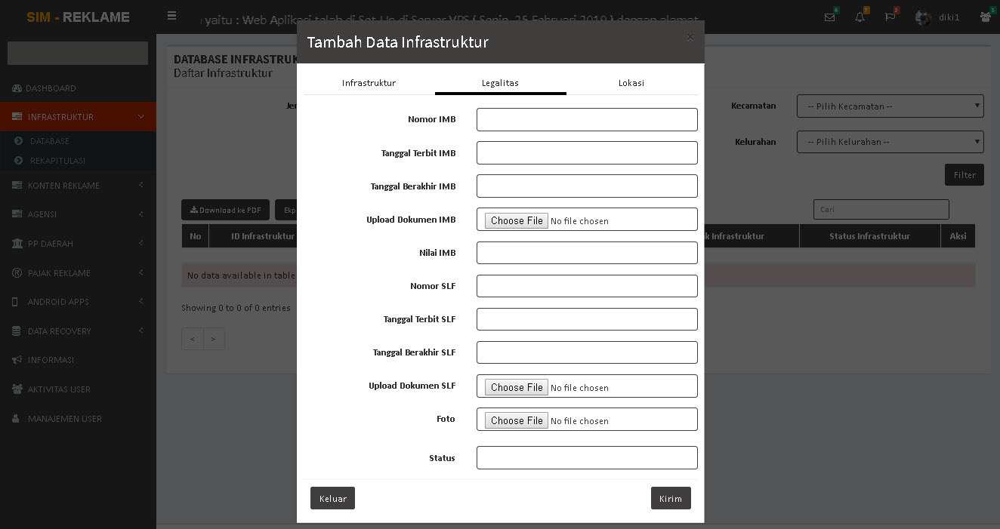 SIM - REKLAME
yaitu : Web Aplikasi telah di Set-Up di Server VPS ( Senin, 25 Februari 2019 ) dengan alamat
4
7
2
diki1
3
DATABASE INFRASTRUK
Daftar Infrastruktur
DASHBOARD
INFRASTRUKTUR
DATABASE
REKAPITULASI
KONTEN REKLAME
AGENSI
PP DAERAH
PAJAK REKLAME
ANDROID APPS
DATA RECOVERY
INFORMASI
AKTIVITAS USER
MANAJEMEN USER
Jer
Kecamatan
-- Pilih Kecamatan --
Kelurahan
-- Pilih Kelurahan --
Filter
Download ke PDF
Ekp
Cari
No
ID Infrastruktur
k Infrastruktur
Status Infrastruktur
Aksi
No data available in table
Showing 0 to 0 of 0 entries
< >
Tambah Data Infrastruktur
×
Infrastruktur
Legalitas
Lokasi
Nomor IMB
Tanggal Terbit IMB
Tanggal Berakhir IMB
Upload Dokumen IMB
Choose File No file chosen
Nilai IMB
Nomor SLF
Tanggal Terbit SLF
Tanggal Berakhir SLF
Upload Dokumen SLF
Choose File No file chosen
Foto
Choose File No file chosen
Status
Keluar
Kirim